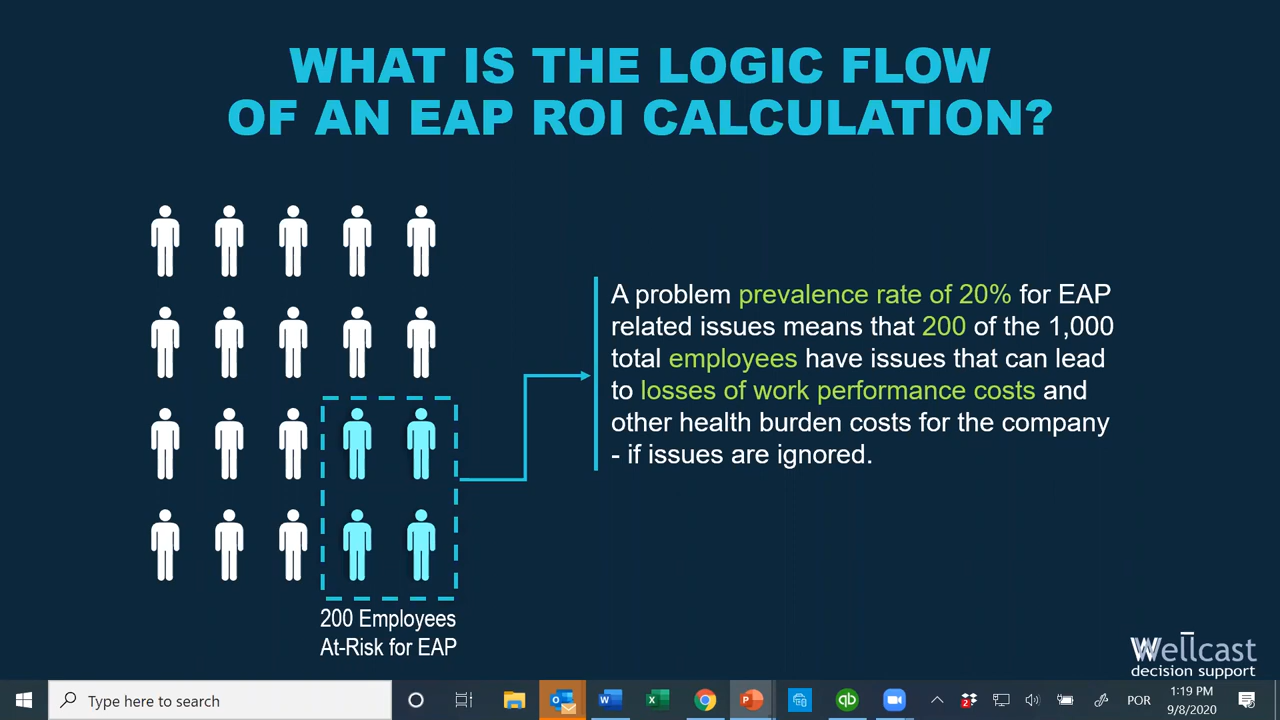 WHAT IS THE LOGIC FLOW
OF AN EAP ROI CALCULATION?
A problem prevalence rate of 20% for EAP
related issues means that 200 of the 1,000
total employees have issues that can lead
to losses of work performance costs and
other health burden costs for the company
- if issues are ignored.
200 Employees
At-Risk for EAP
Wellcast
decision support
Type here to search
POR
1:19 PM
9/8/2020